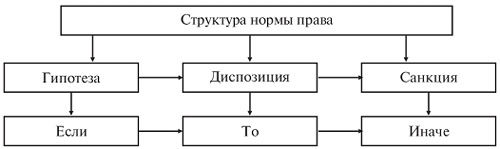 Структура нормы права
Гипотеза Диспозиция Санкция
Если То Иначе